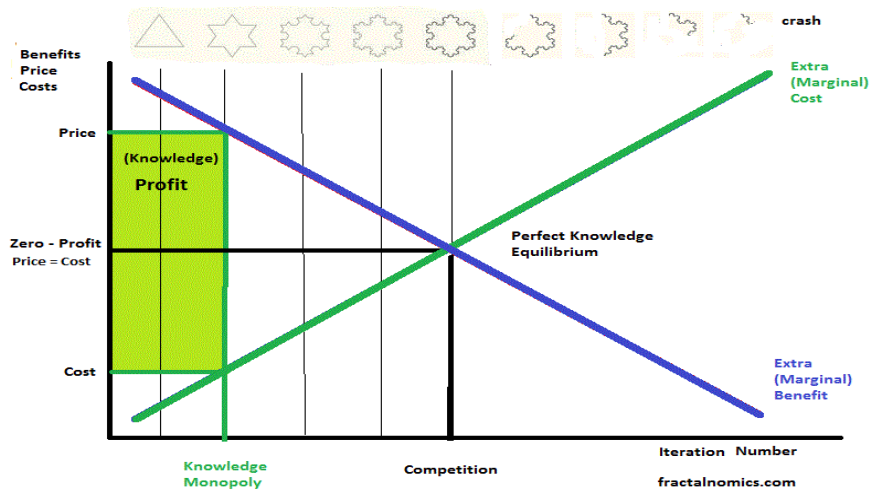 crash
Benefits
Price
Costs
Extra
(Marginal)
Cost
Price
(Knowledge)
Profit
Zero - Profit
Price = Cost
Perfect Knowledge
Equilibrium
Cost
Extra
(Marginal)
Benefit
Knowledge
Monopoly
Competition
Iteration Number
fractalnomics.com